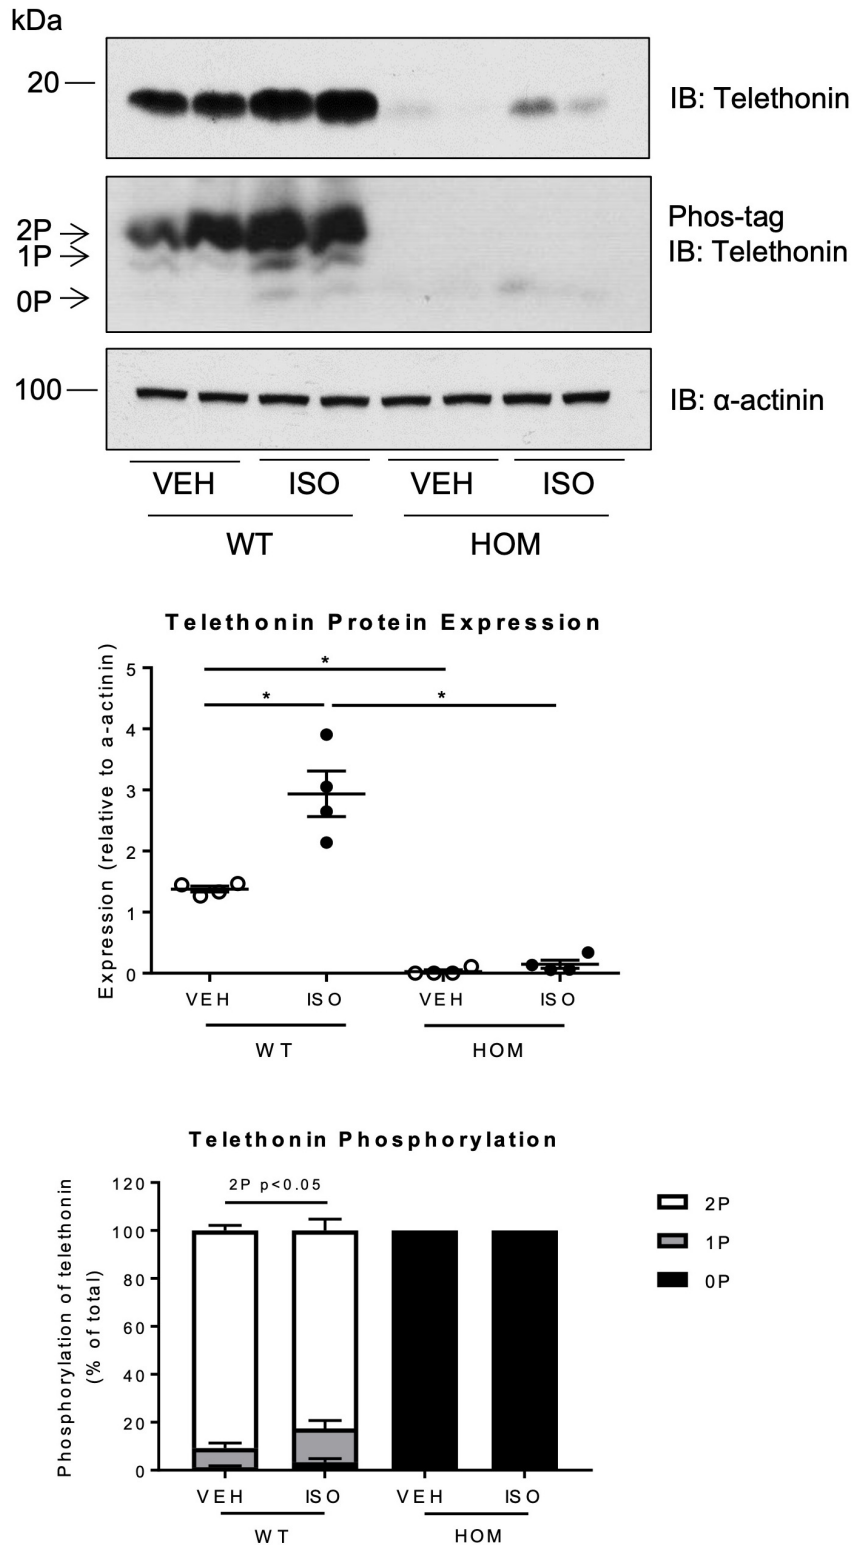 kDa
20
IB: Telethonin
2P
1P
0P
Phos-tag
IB: Telethonin
100
IB: α-actinin
VEH ISO VEH ISO
WT HOM
Telethonin Protein Expression
Expression (relative to a-actinin)
5
4
3
2
1
0
*
*
*
VEH ISO VEH ISO
WT HOM
Telethonin Phosphorylation
Phosphorylation of telethonin
(% of total)
120
100
80
60
40
20
0
2P p<0.05
2P
1P
0P
VEH ISO VEH ISO
WT HOM